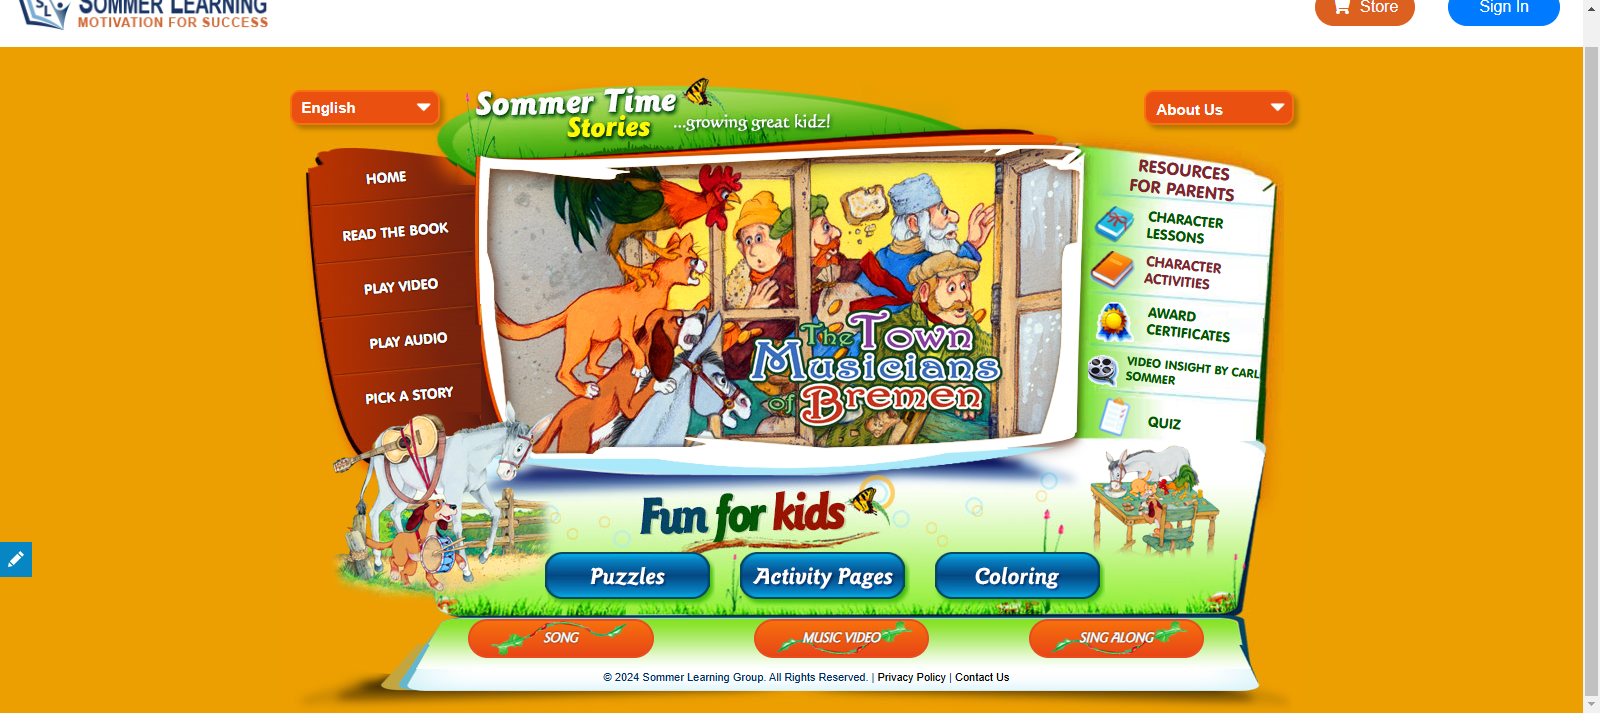 SOMMER LEARNING
MOTIVATION FOR SUCCESS
SL
Store
Sign In
English
Sommer Time
Stories
...growing great kidz!
About Us
HOME
READ THE BOOK
PLAY VIDEO
PLAY AUDIO
PICK A STORY
The Town
Musicians
of Bremen
RESOURCES
FOR PARENTS
CHARACTER
LESSONS
CHARACTER
ACTIVITIES
AWARD
CERTIFICATES
VIDEO INSIGHT BY CARL
SOMMER
QUIZ
Fun for kids
Puzzles
Activity Pages
Coloring
SONG
MUSIC VIDEO
SING ALONG
© 2024 Sommer Learning Group. All Rights Reserved. | Privacy Policy | Contact Us